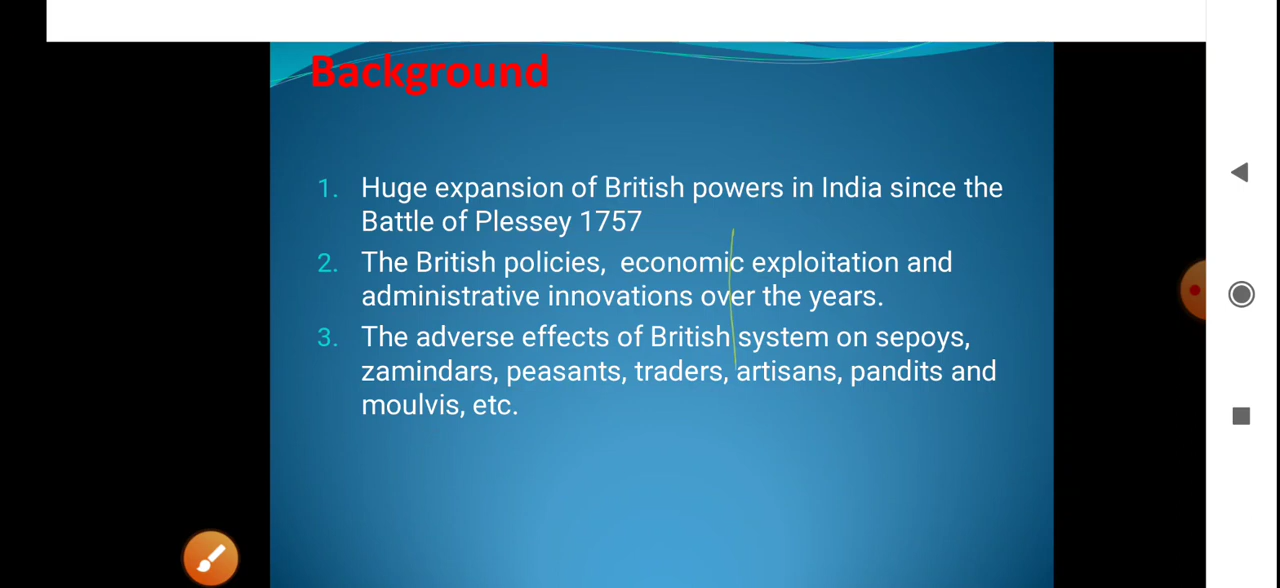 Background
1. Huge expansion of British powers in India since the
Battle of Plessey 1757
2. The British policies,  economic exploitation and
administrative innovations over the years.
3. The adverse effects of British system on sepoys,
zamindars, peasants, traders, artisans, pandits and
moulvis, etc.